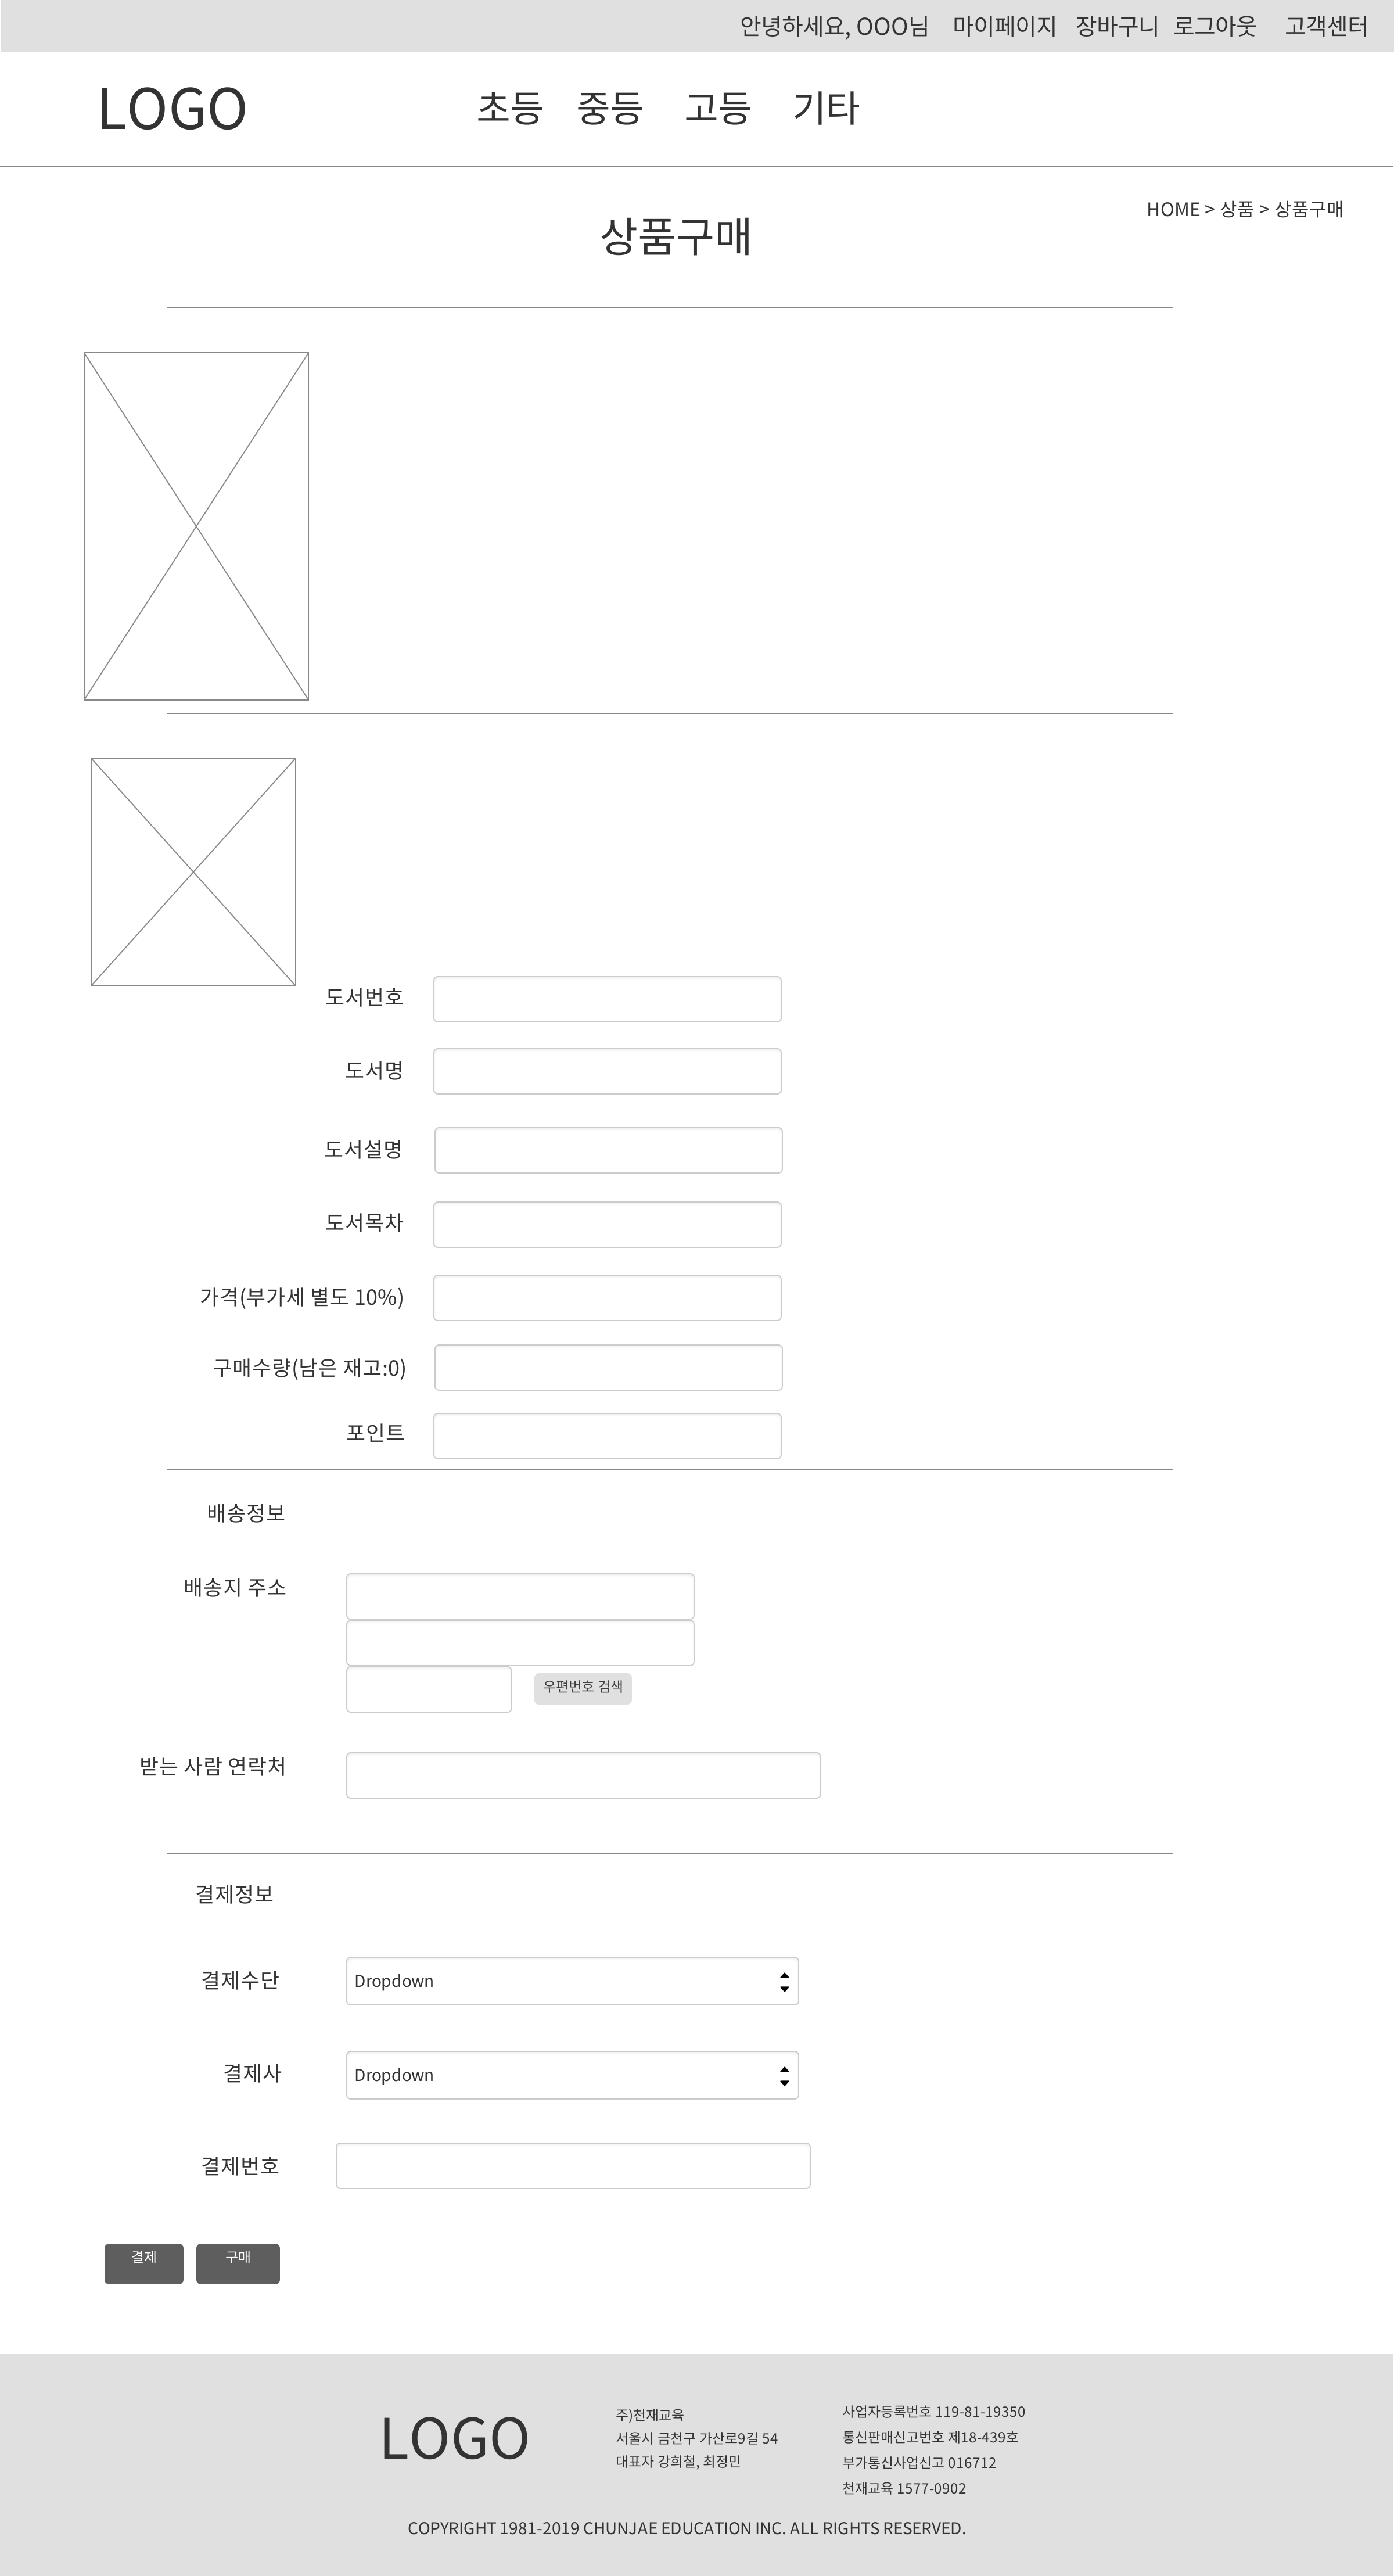 안녕하세요, OOO님 마이페이지 장바구니 로그아웃 고객센터
LOGO 초등 중등 고등 기타
HOME > 상품 > 상품구매
상품구매
도서번호
도서명
도서설명
도서목차
가격(부가세 별도 10%)
구매수량(남은 재고:0)
포인트
배송정보
배송지 주소
우편번호 검색
받는 사람 연락처
결제정보
결제수단 Dropdown
결제사 Dropdown
결제번호
결제 구매
LOGO
주)천재교육
서울시 금천구 가산로9길 54
대표자 강희철, 최정민
사업자등록번호 119-81-19350
통신판매신고번호 제18-439호
부가통신사업신고 016712
천재교육 1577-0902
COPYRIGHT 1981-2019 CHUNJAE EDUCATION INC. ALL RIGHTS RESERVED.